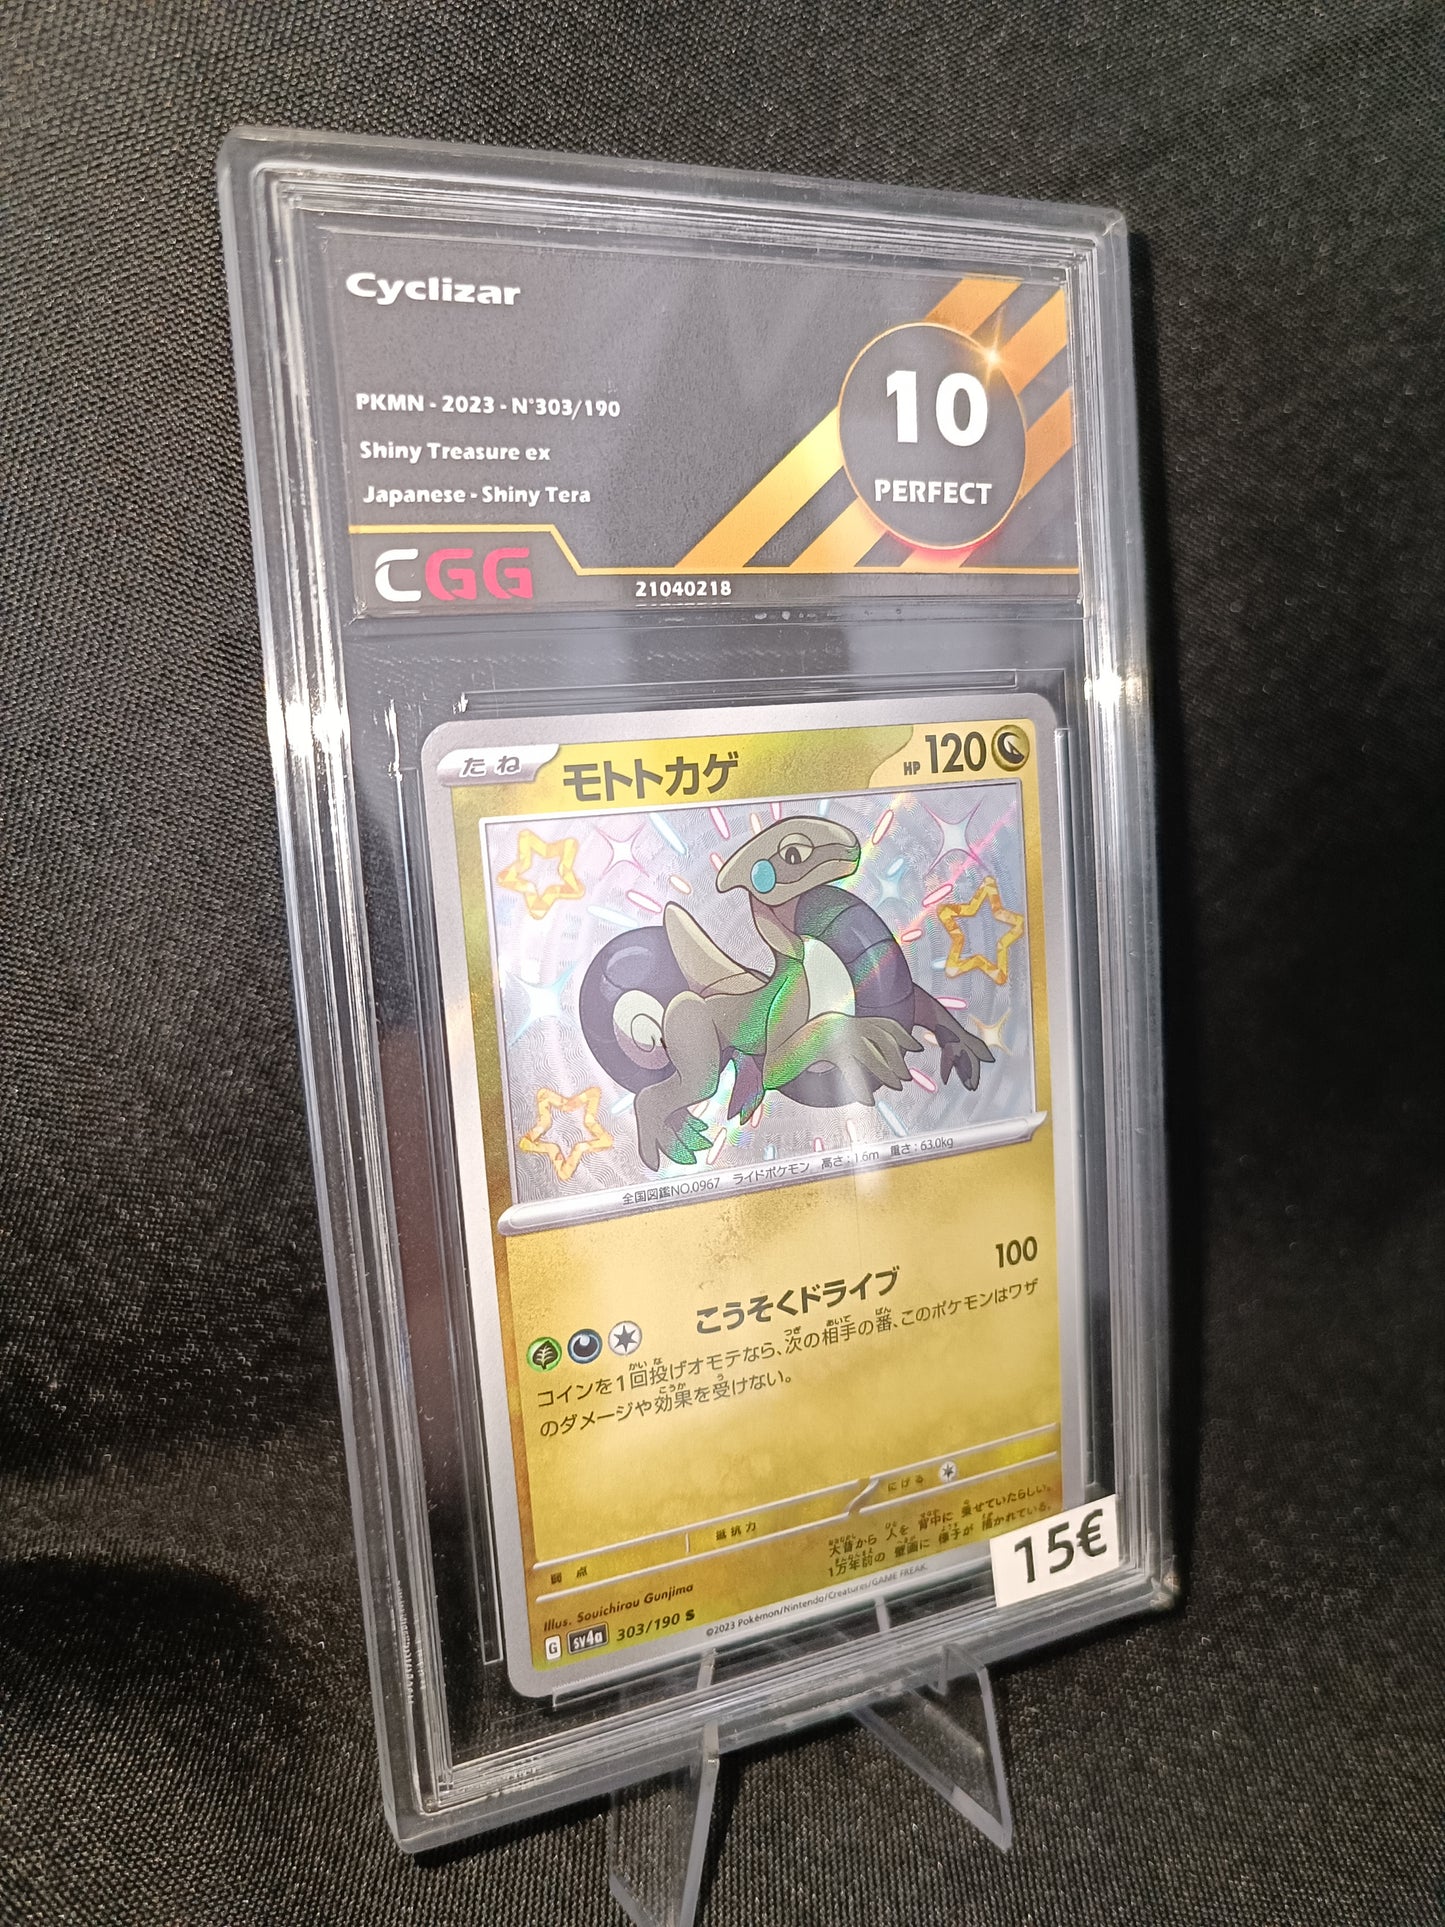 Cyclizar
PKMN - 2023 - N°303/190
Shiny Treasure ex
Japanese - Shiny Tera
10
PERFECT
CGG
21040218
たね
モトトカゲ
HP 120
全国図鑑NO.0967 ライドポケモン 高さ:1.6m 重さ:63.0kg
こうそくドライブ 100
コインを1回投げオモテなら、次の相手の番、このポケモンはワザ
のダメージや効果を受けない。
弱点 抵抗力 にげる
大昔から 人を 背中に 乗せていたらしい。
1万年前の 壁画に 様子が 描かれている。
Illus. Souichirou Gunjima
G sv4a 303/190 S
©2023 Pokémon/Nintendo/Creatures/GAME FREAK.
15€